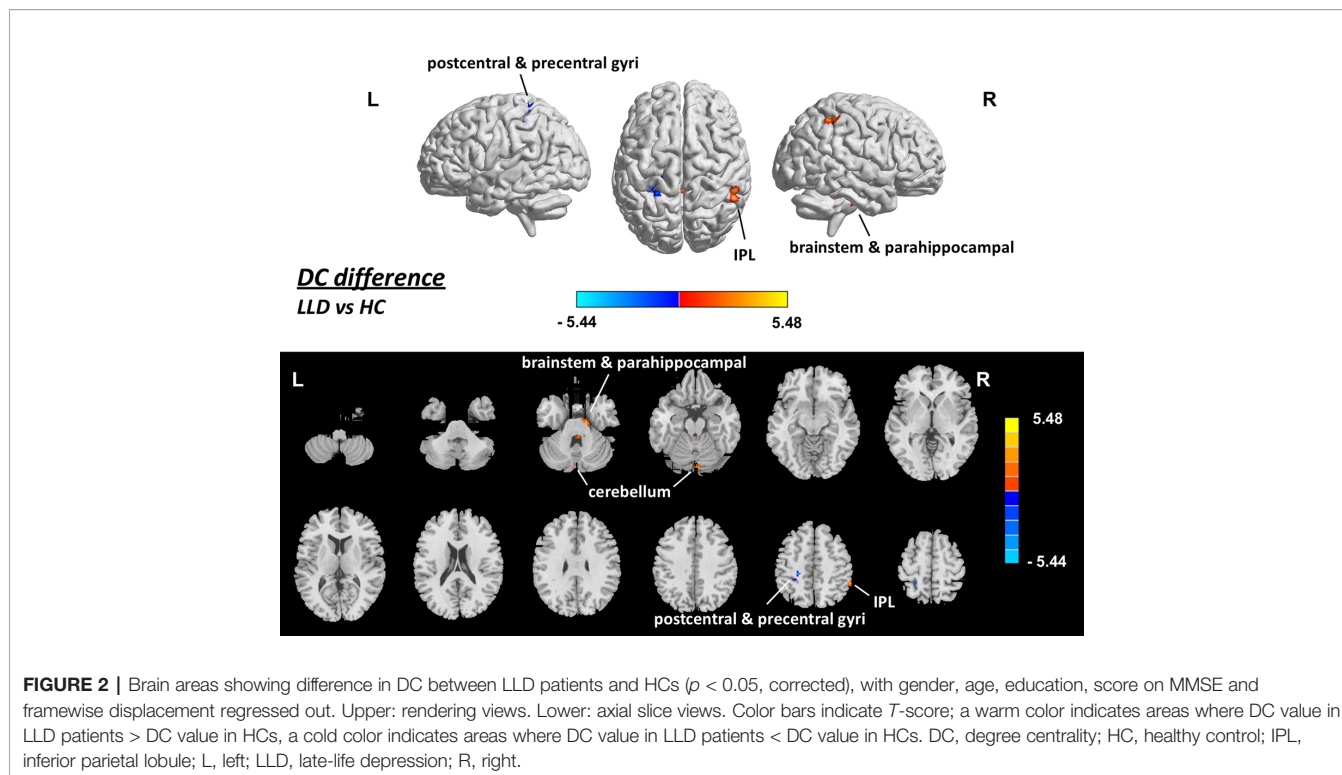 postcentral & precentral gyri
L
R
brainstem & parahippocampal
IPL
DC difference
LLD vs HC
- 5.44
5.48
brainstem & parahippocampal
L
R
5.48
cerebellum
- 5.44
postcentral & precentral gyri
IPL
FIGURE 2 | Brain areas showing difference in DC between LLD patients and HCs (p < 0.05, corrected), with gender, age, education, score on MMSE and
framewise displacement regressed out. Upper: rendering views. Lower: axial slice views. Color bars indicate T-score; a warm color indicates areas where DC value in
LLD patients > DC value in HCs, a cold color indicates areas where DC value in LLD patients < DC value in HCs. DC, degree centrality; HC, healthy control; IPL,
inferior parietal lobule; L, left; LLD, late-life depression; R, right.